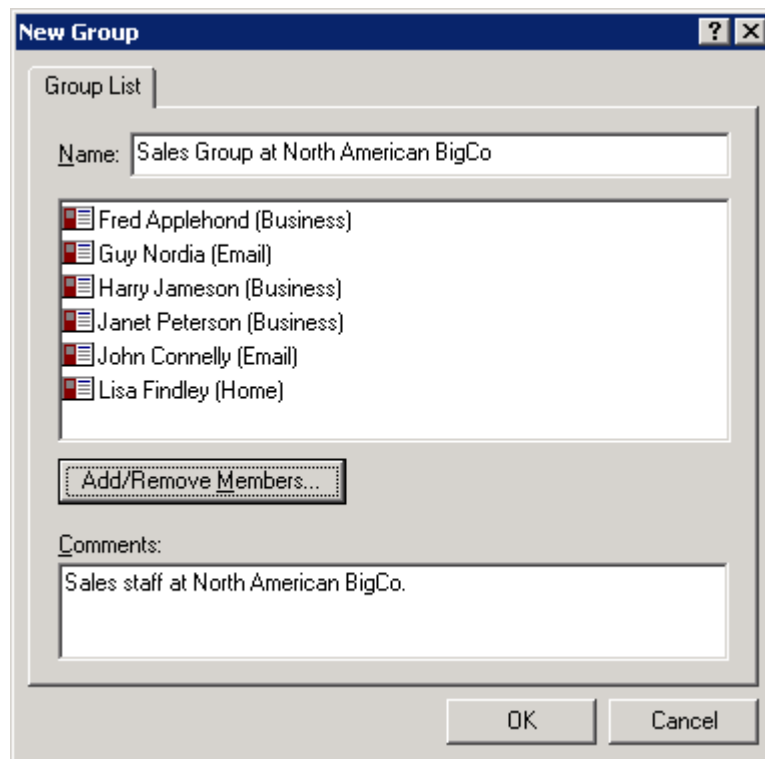 New Group
Group List
Name: Sales Group at North American BigCo
Fred Applehond (Business)
Guy Nordia (Email)
Harry Jameson (Business)
Janet Peterson (Business)
John Connelly (Email)
Lisa Findley (Home)
Add/Remove Members...
Comments:
Sales staff at North American BigCo.
OK Cancel